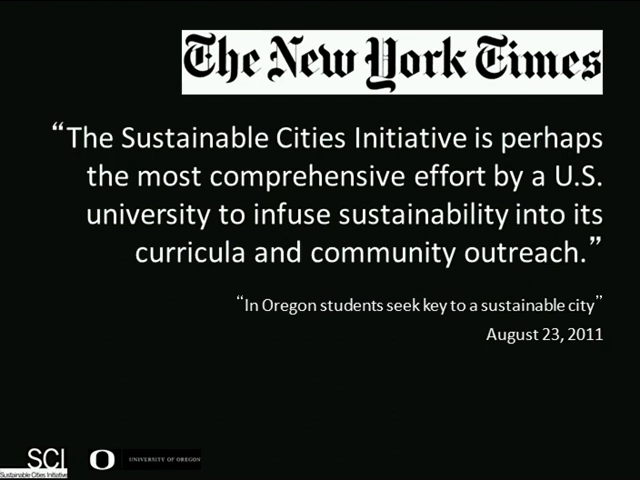 The New York Times
“The Sustainable Cities Initiative is perhaps
the most comprehensive effort by a U.S.
university to infuse sustainability into its
curricula and community outreach.”
“In Oregon students seek key to a sustainable city”
August 23, 2011
SCI
Sustainable Cities Initiative
O
UNIVERSITY OF OREGON